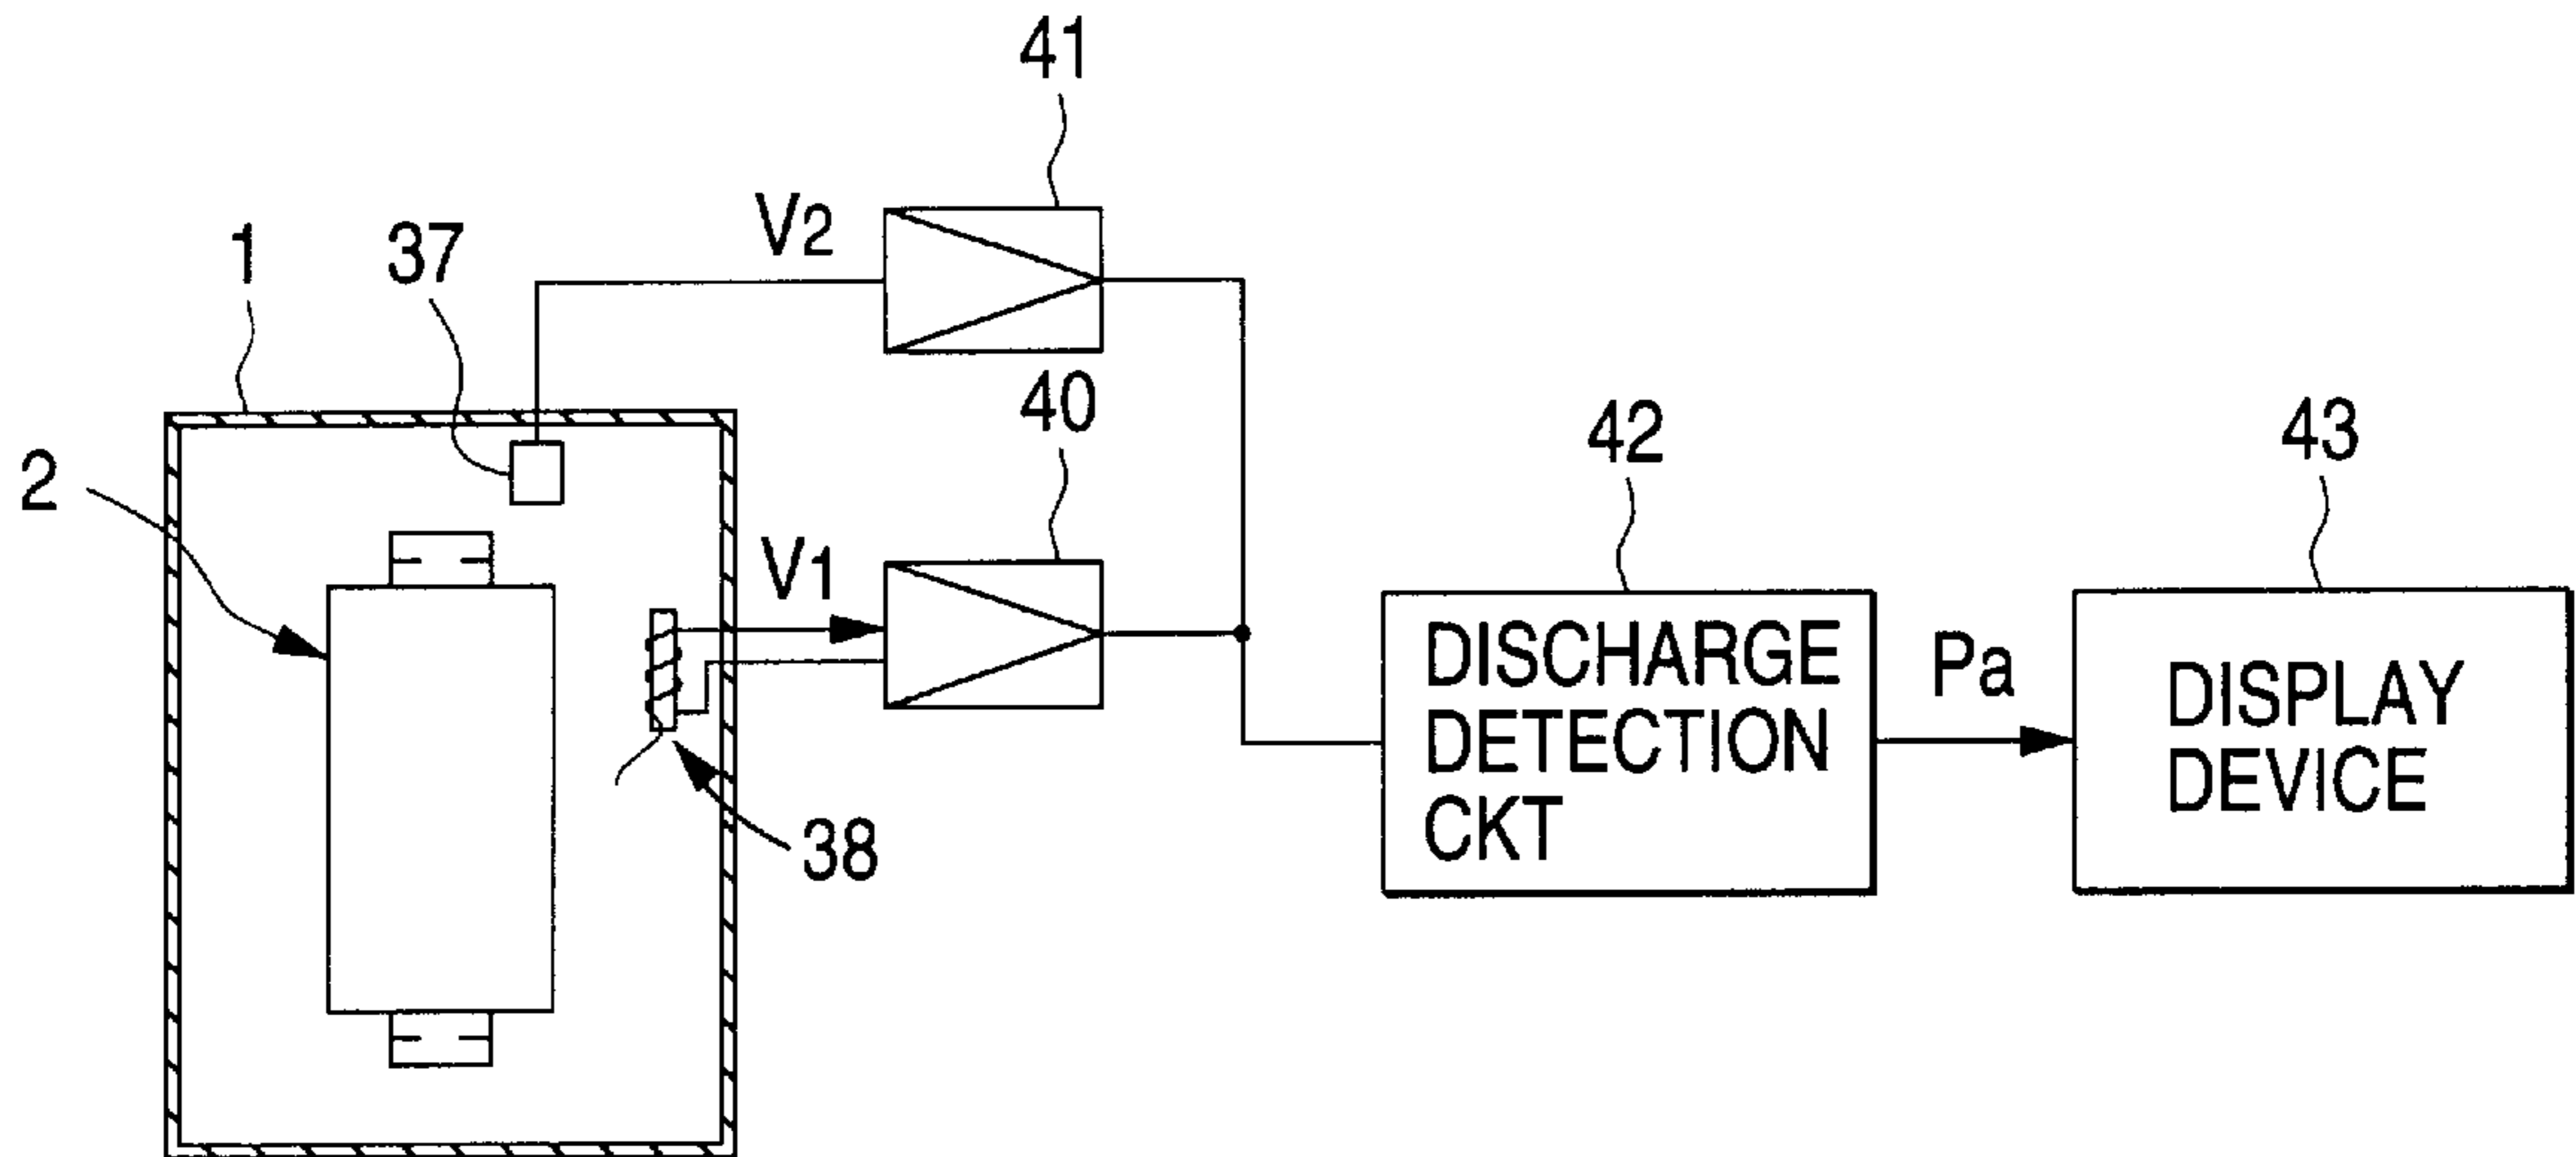 41
V2
37
1
40
42
43
2
V1
DISCHARGE
DETECTION
CKT
Pa
DISPLAY
DEVICE
38